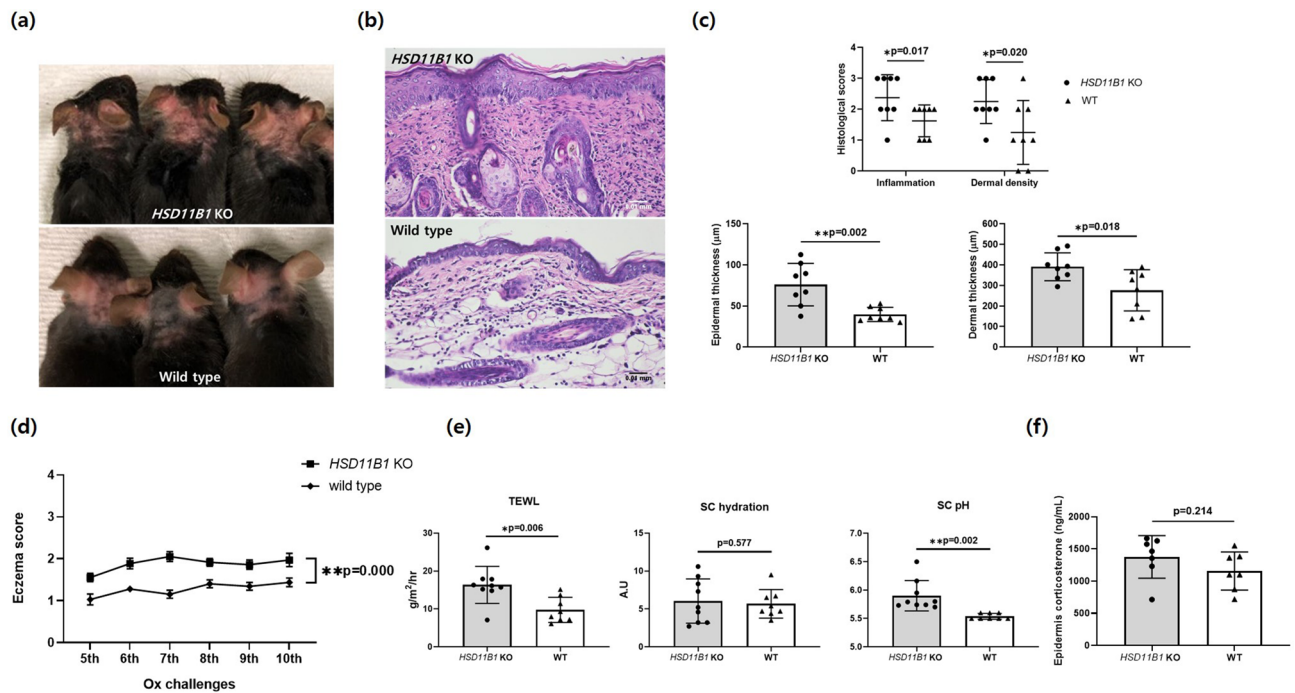 (a)
HSD11B1 KO
Wild type
(b)
HSD11B1 KO
0.01 mm
Wild type
0.01 mm
(c)
Histological scores
4
3
2
1
0
*p=0.017
*p=0.020
Inflammation
Dermal density
HSD11B1 KO
WT
Epidermal thickness (μm)
150
100
50
0
**p=0.002
HSD11B1 KO
WT
Dermal thickness (μm)
600
500
400
300
200
100
0
*p=0.018
HSD11B1 KO
WT
(d)
HSD11B1 KO
wild type
Eczema score
4
3
2
1
0
**p=0.000
5th 6th 7th 8th 9th 10th
Ox challenges
(e)
TEWL
g/m²/hr
30
20
10
0
*p=0.006
HSD11B1 KO
WT
SC hydration
A.U
15
10
5
0
p=0.577
HSD11B1 KO
WT
SC pH
7.0
6.5
6.0
5.5
5.0
**p=0.002
HSD11B1 KO
WT
(f)
Epidermis corticosterone (ng/mL)
2000
1500
1000
500
0
p=0.214
HSD11B1 KO
WT